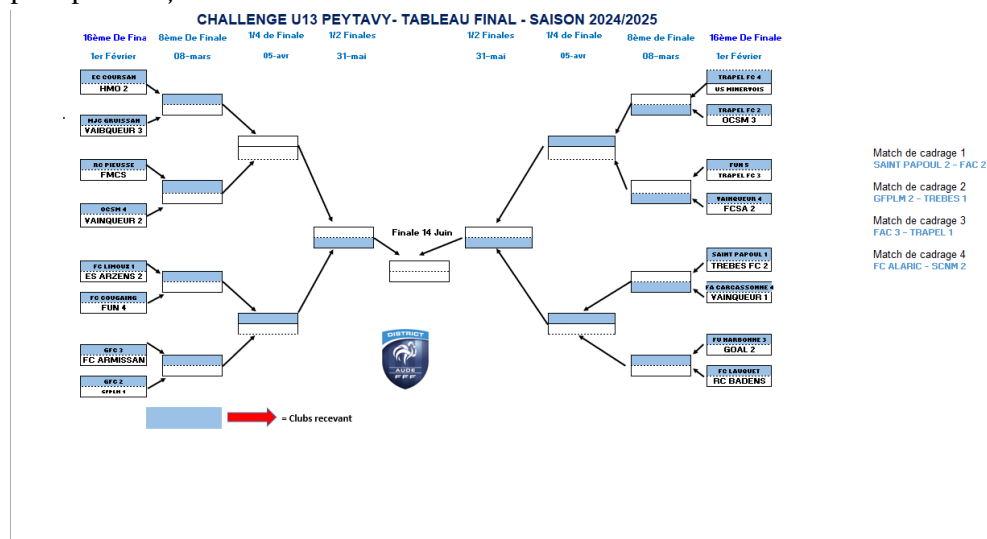 CHALLENGE U13 PEYTAVY- TABLEAU FINAL - SAISON 2024/2025
16ème De Fina
8ème De Finale
1/4 de Finale
1/2 Finales
1/2 Finales
1/4 de Finale
8ème de Finale
16ème De Finale
1er Février
08-mars
05-avr
31-mai
31-mai
05-avr
08-mars
1er Février
FC COURSAN
HMO 2
MJC GRUISSAN
VAIBQUEUR 3
RC PIEUSSE
FMCS
OCSM 4
VAINQUEUR 2
FC LIMOUX 1
ES ARZENS 2
FC COUGAING
FUN 4
GFC 3
FC ARMISSAN
GFC 2
GFPLM 1
Finale 14 Juin
TRAPEL FC 4
US MINERVOIS
TRAPEL FC 2
OCSM 3
FUN 5
TRAPEL FC 3
VAINQUEUR 4
FCSA 2
SAINT PAPOUL 1
TREBES FC 2
FA CARCASSONNE 4
VAINQUEUR 1
FU NARBONNE 3
GOAL 2
FC LAUQUET
RC BADENS
Match de cadrage 1
SAINT PAPOUL 2 - FAC 2
Match de cadrage 2
GFPLM 2 - TREBES 1
Match de cadrage 3
FAC 3 - TRAPEL 1
Match de cadrage 4
FC ALARIC - SCNM 2
DISTRICT
AUDE
FFF
= Clubs recevant